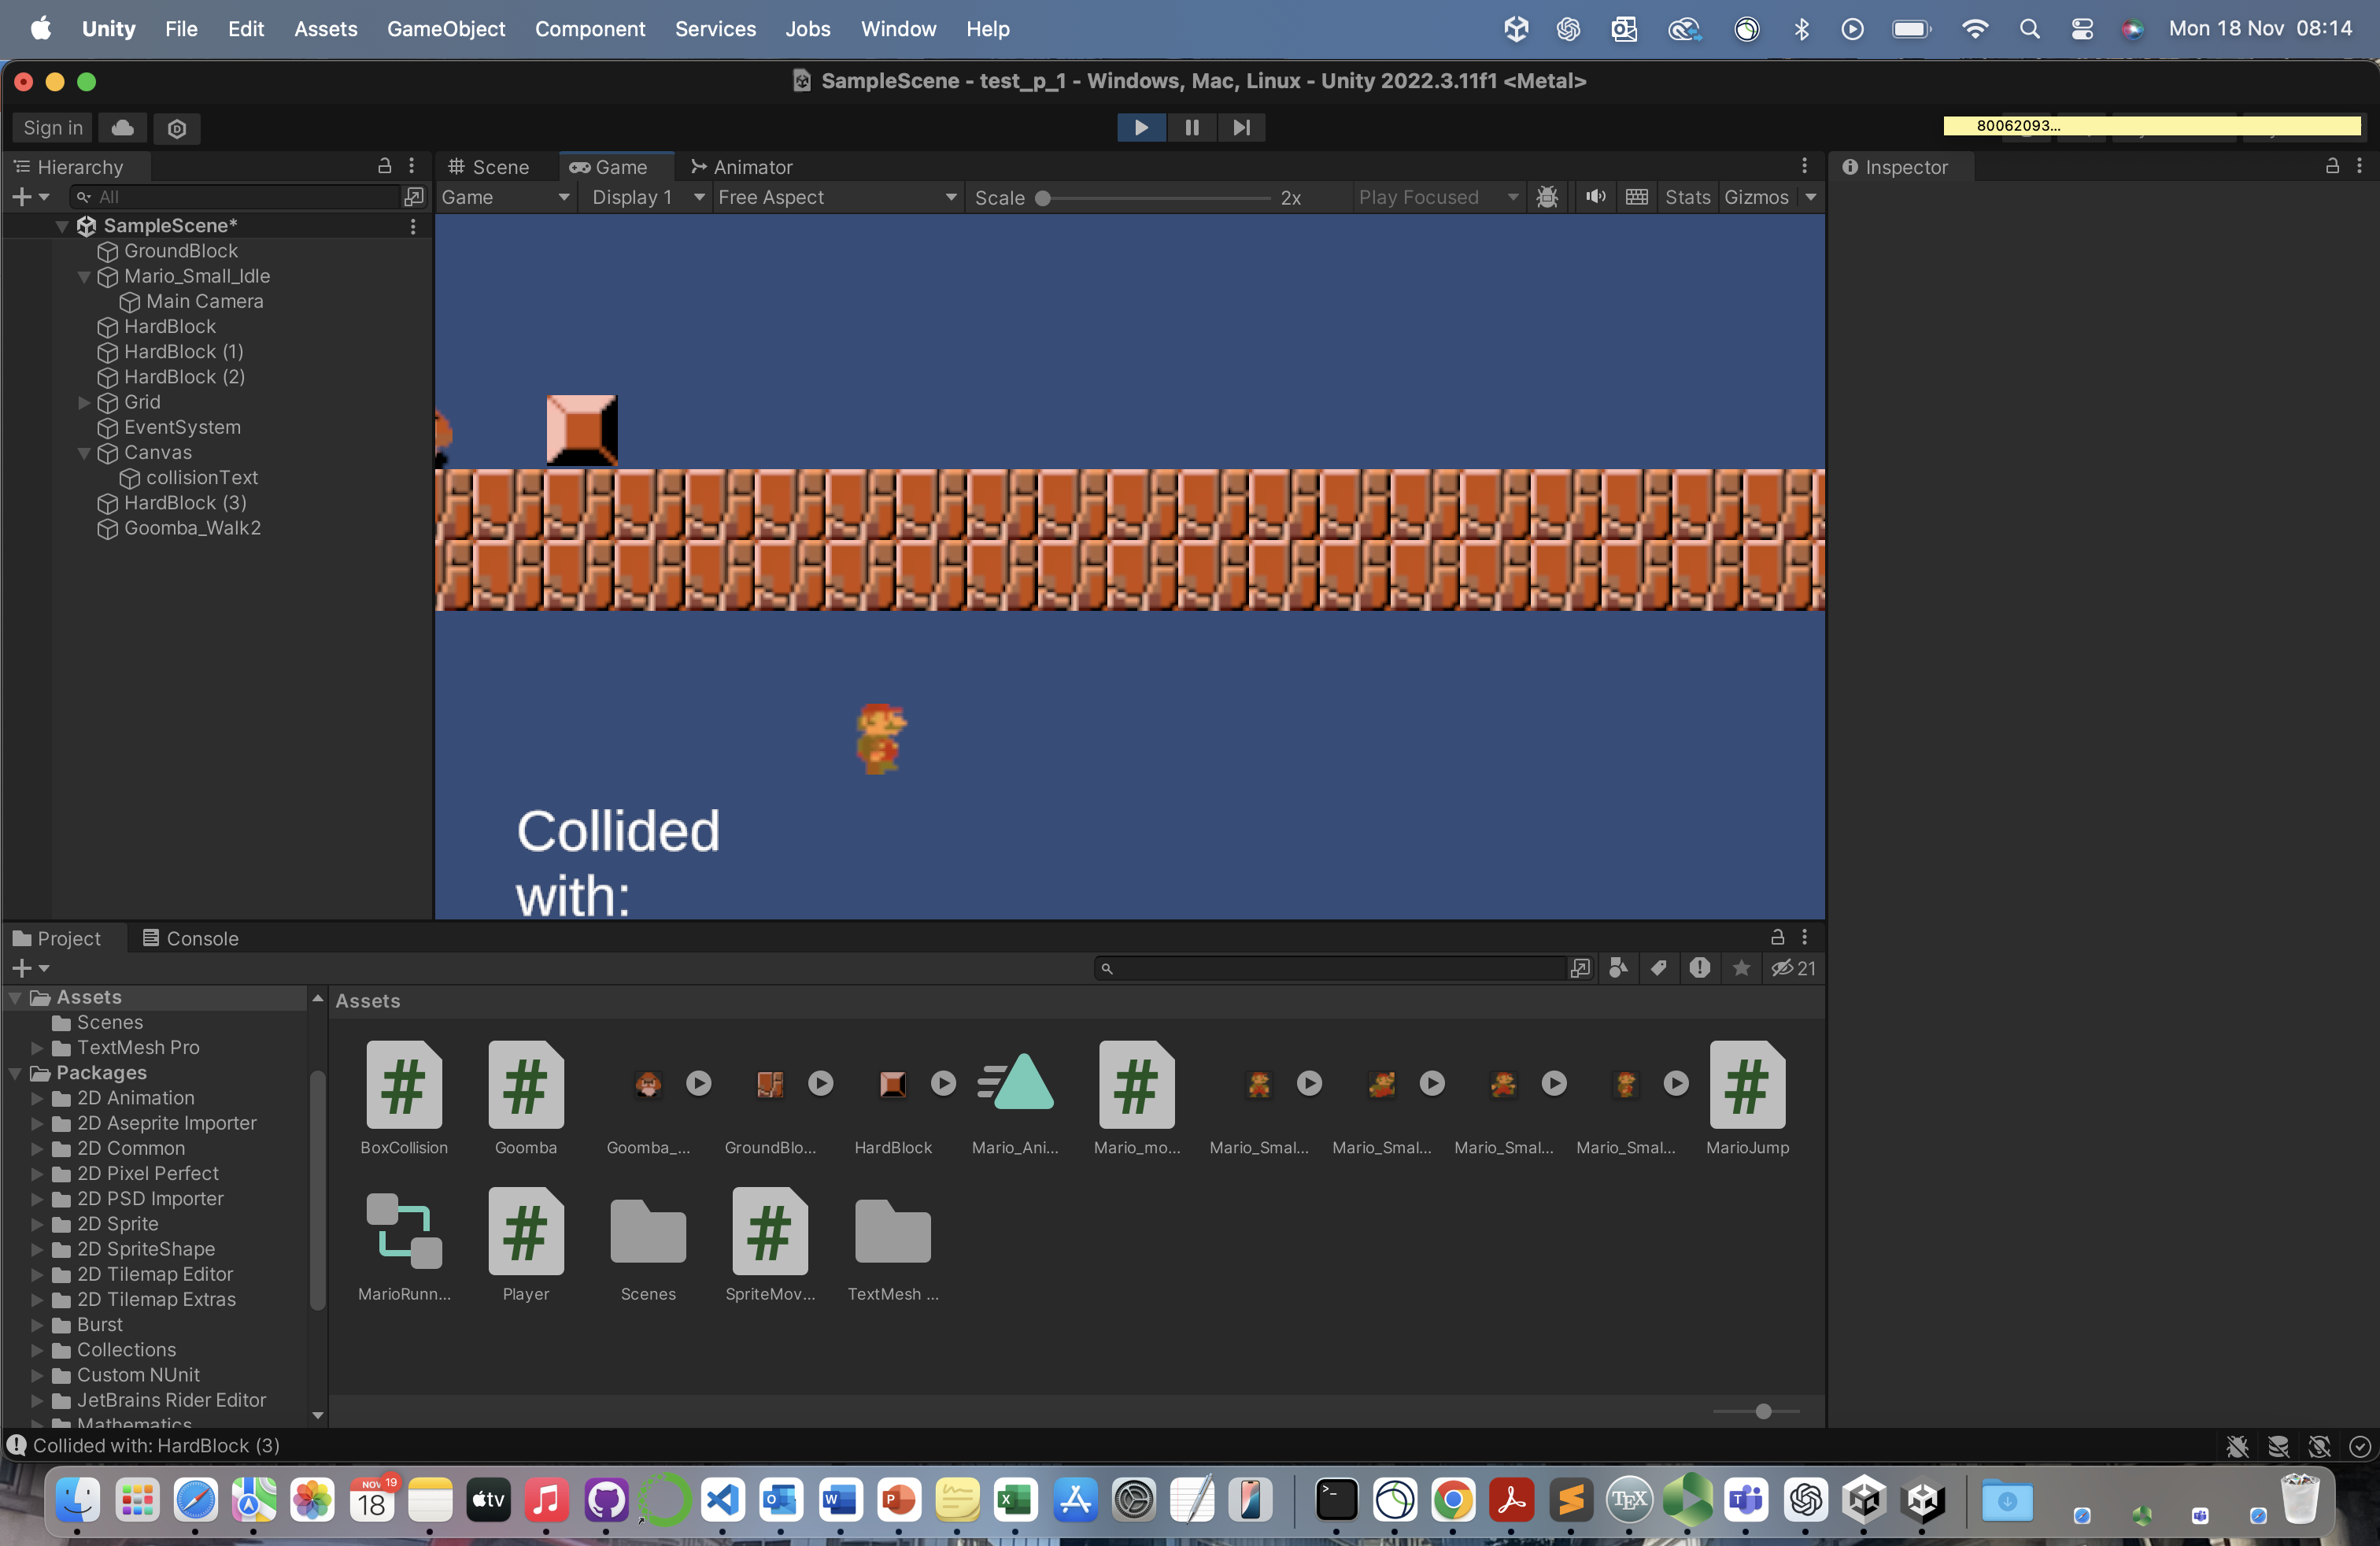 Unity File Edit Assets GameObject Component Services Jobs Window Help Mon 18 Nov 08:14
SampleScene - test_p_1 - Windows, Mac, Linux - Unity 2022.3.11f1 <Metal>
Sign in
80062093...
Hierarchy
Scene Game Animator
Inspector
All
Game Display 1 Free Aspect Scale 2x Play Focused Stats Gizmos
SampleScene*
GroundBlock
Mario_Small_Idle
Main Camera
HardBlock
HardBlock (1)
HardBlock (2)
Grid
EventSystem
Canvas
collisionText
HardBlock (3)
Goomba_Walk2
Collided
with:
Project Console
21
Assets
Scenes
TextMesh Pro
Packages
2D Animation
2D Aseprite Importer
2D Common
2D Pixel Perfect
2D PSD Importer
2D Sprite
2D SpriteShape
2D Tilemap Editor
2D Tilemap Extras
Burst
Collections
Custom NUnit
JetBrains Rider Editor
Mathematics
Assets
BoxCollision Goomba Goomba_... GroundBlo... HardBlock Mario_Ani... Mario_mo... Mario_Smal... Mario_Smal... Mario_Smal... Mario_Smal... MarioJump
MarioRunn... Player Scenes SpriteMov... TextMesh ...
Collided with: HardBlock (3)
NOV 19
18
tv
TEX